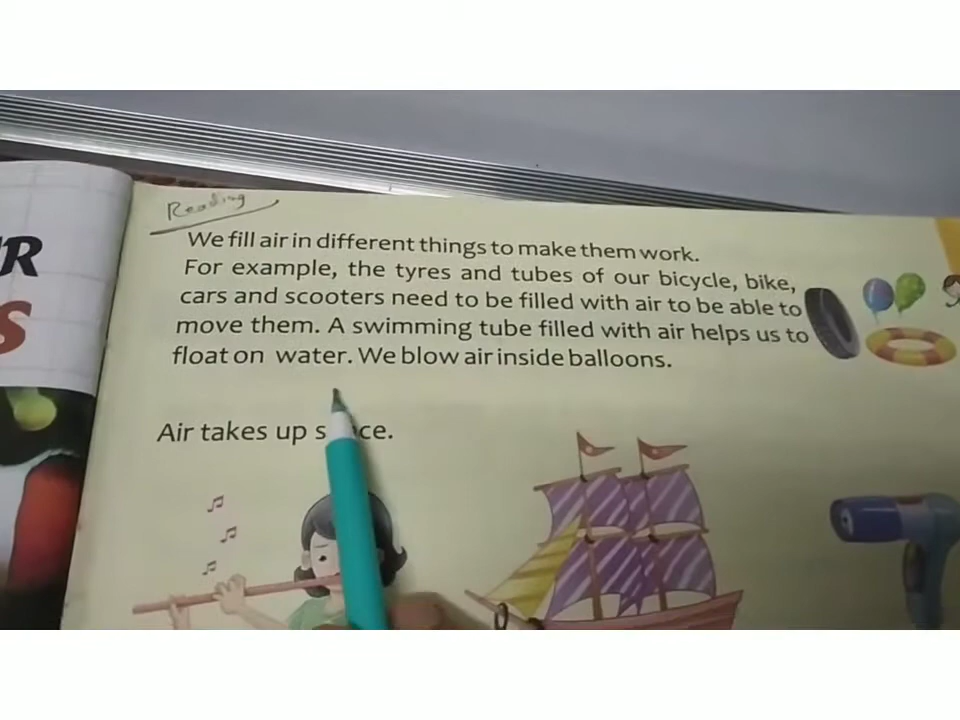 R
S
Reading
We fill air in different things to make them work.
For example, the tyres and tubes of our bicycle, bike,
cars and scooters need to be filled with air to be able to
move them. A swimming tube filled with air helps us to
float on water. We blow air inside balloons.
Air takes up